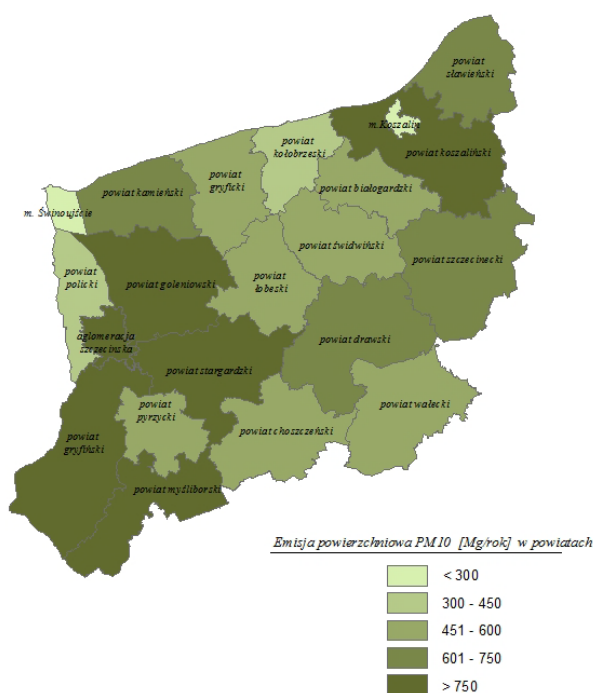 powiat
sławieński
m.Koszalin
powiat
kołobrzeski
powiat koszaliński
powiat
gryficki
powiat białogardzki
powiat kamieński
m. Świnoujście
powiat świdwiński
powiat szczecinecki
powiat
policki
powiat goleniowski
powiat
łobeski
aglomeracja
szczecińska
powiat drawski
powiat stargardzki
powiat
pyrzycki
powiat wałecki
powiat choszczeński
powiat
gryfiński
powiat myśliborski
Emisja powierzchniowa PM10 [Mg/rok] w powiatach
< 300
300 - 450
451 - 600
601 - 750
> 750